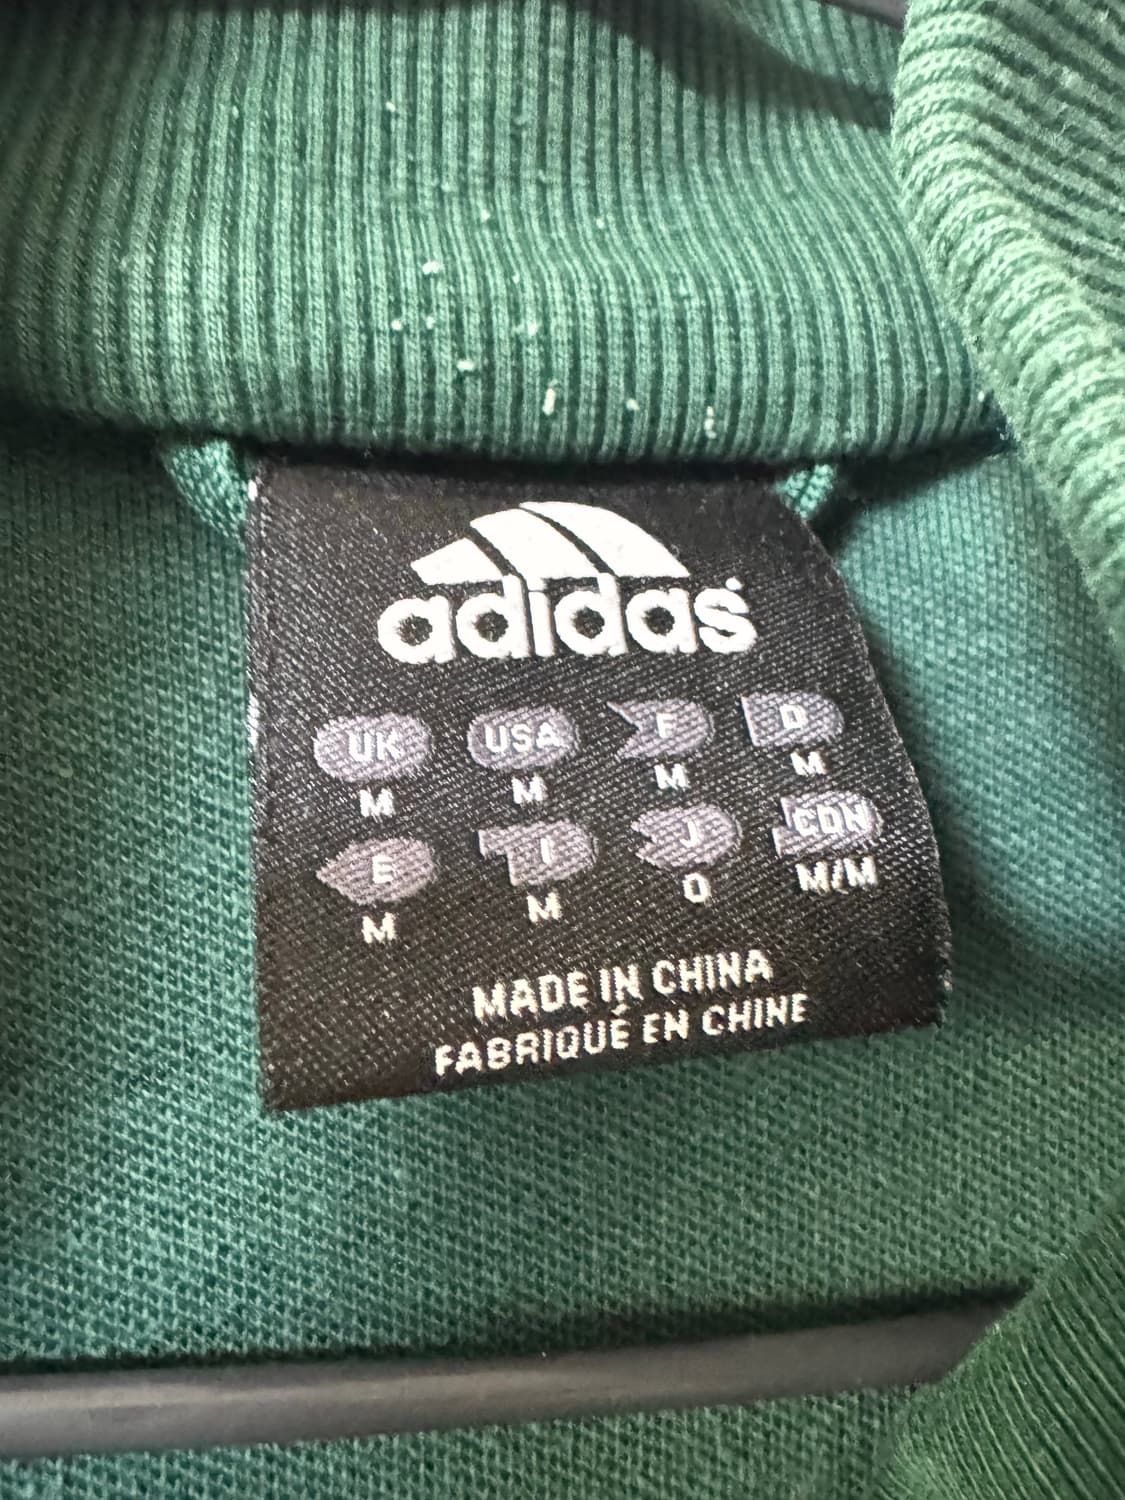 adidas
UK USA F D
M M M M
E I J CDN
M M O M/M
MADE IN CHINA
FABRIQUÉ EN CHINE